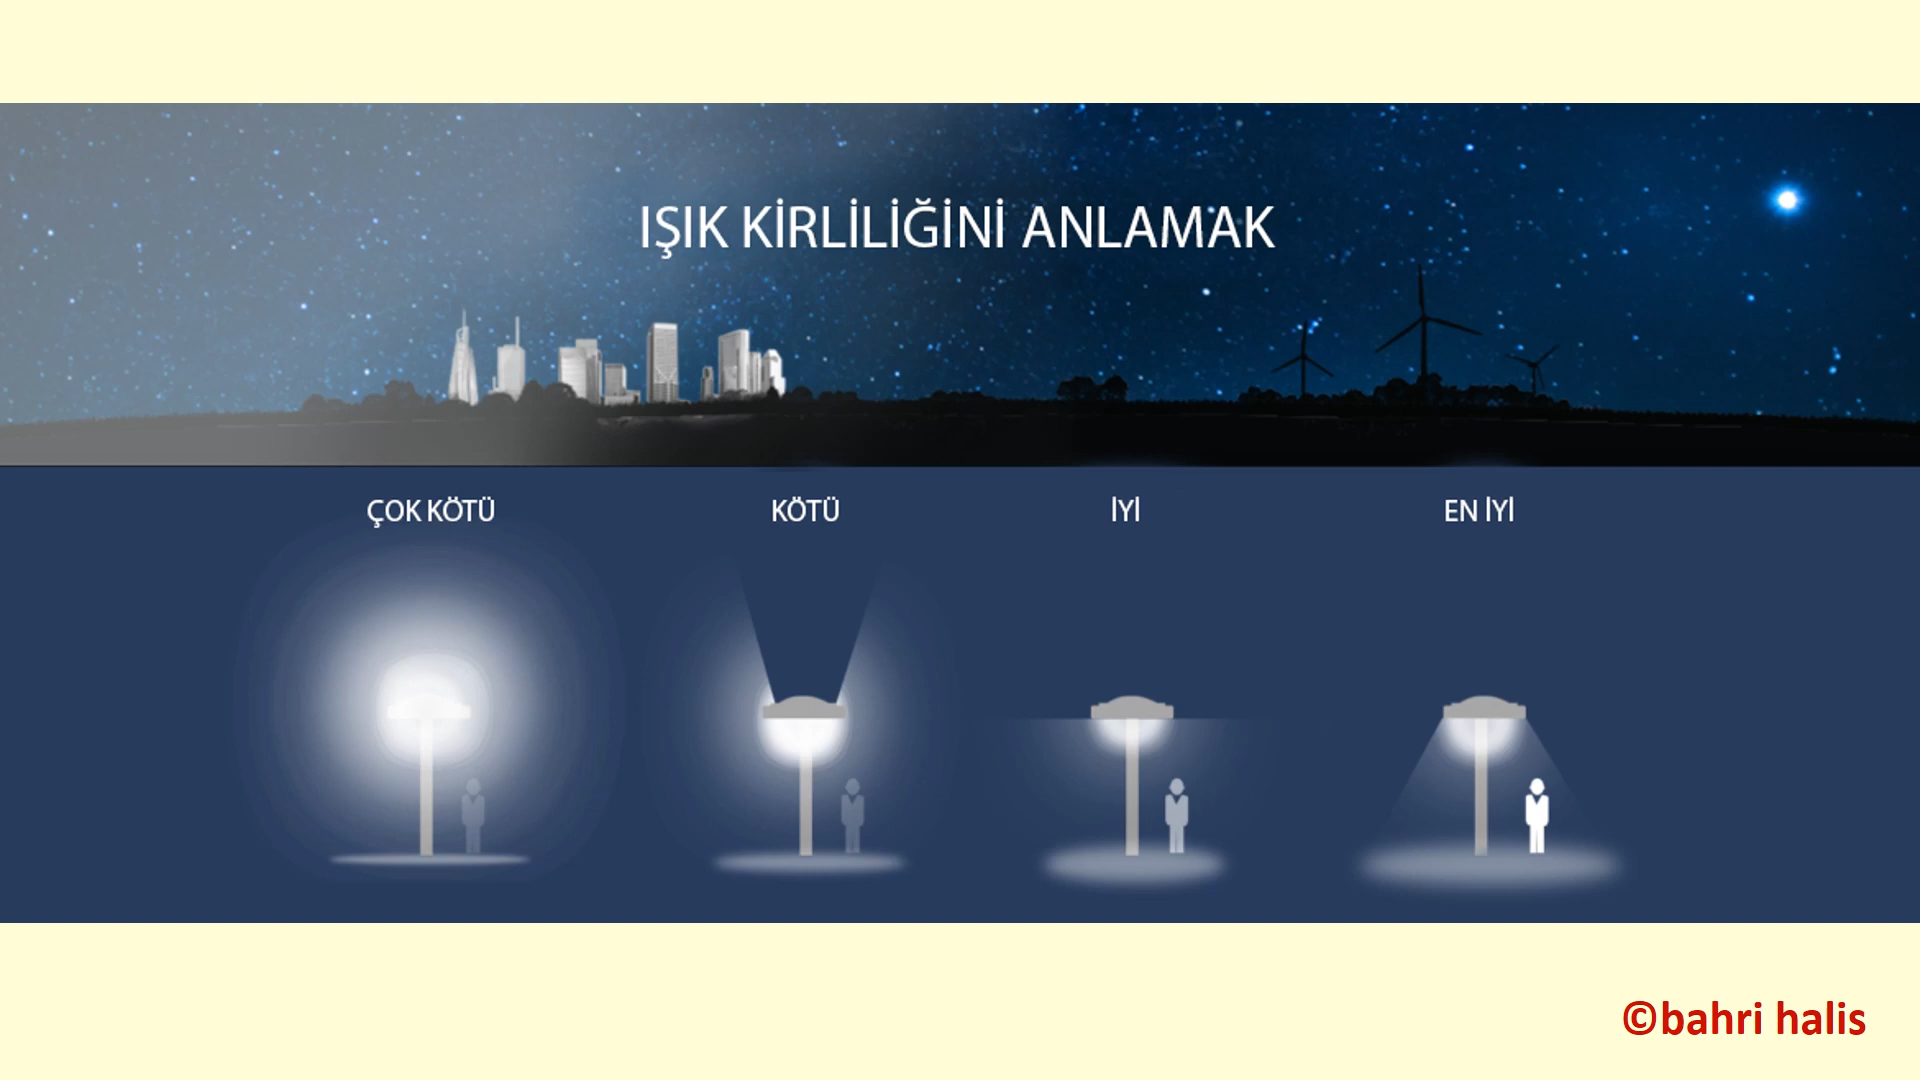 IŞIK KİRLİLİĞİNİ ANLAMAK
ÇOK KÖTÜ
KÖTÜ
İYİ
EN İYİ
©bahri halis